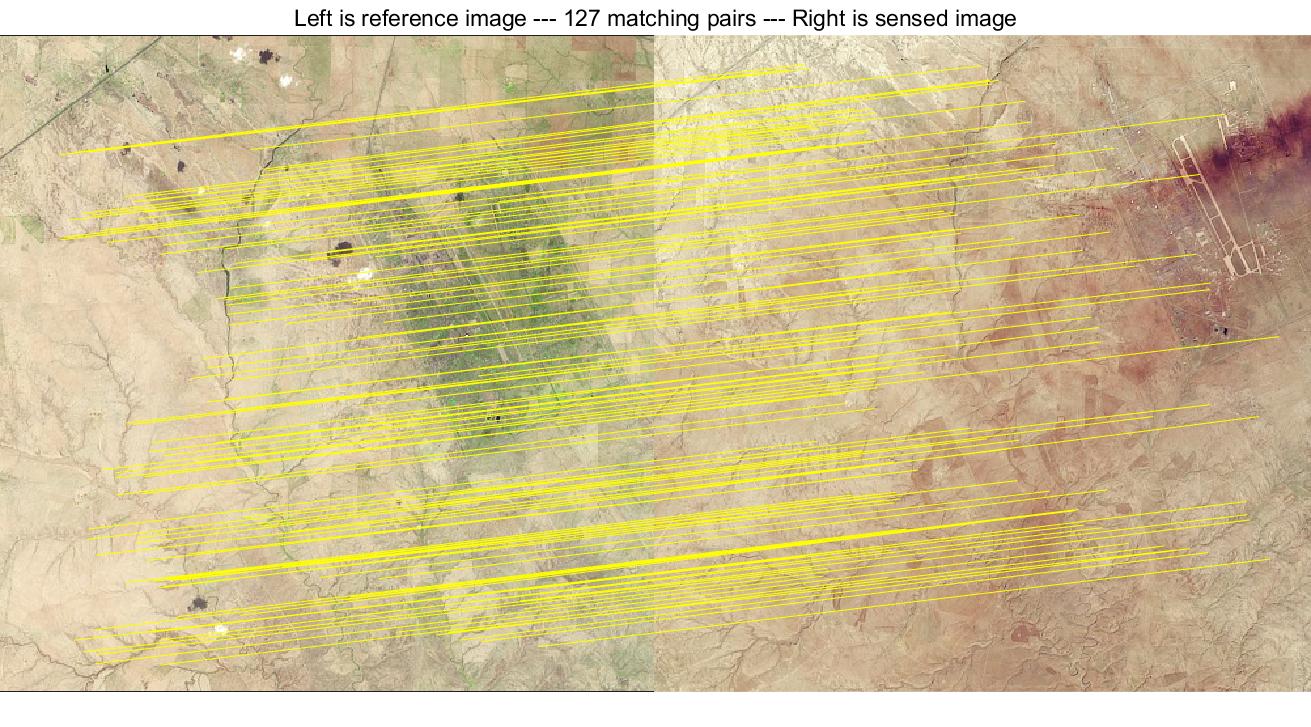 Left is reference image --- 127 matching pairs --- Right is sensed image